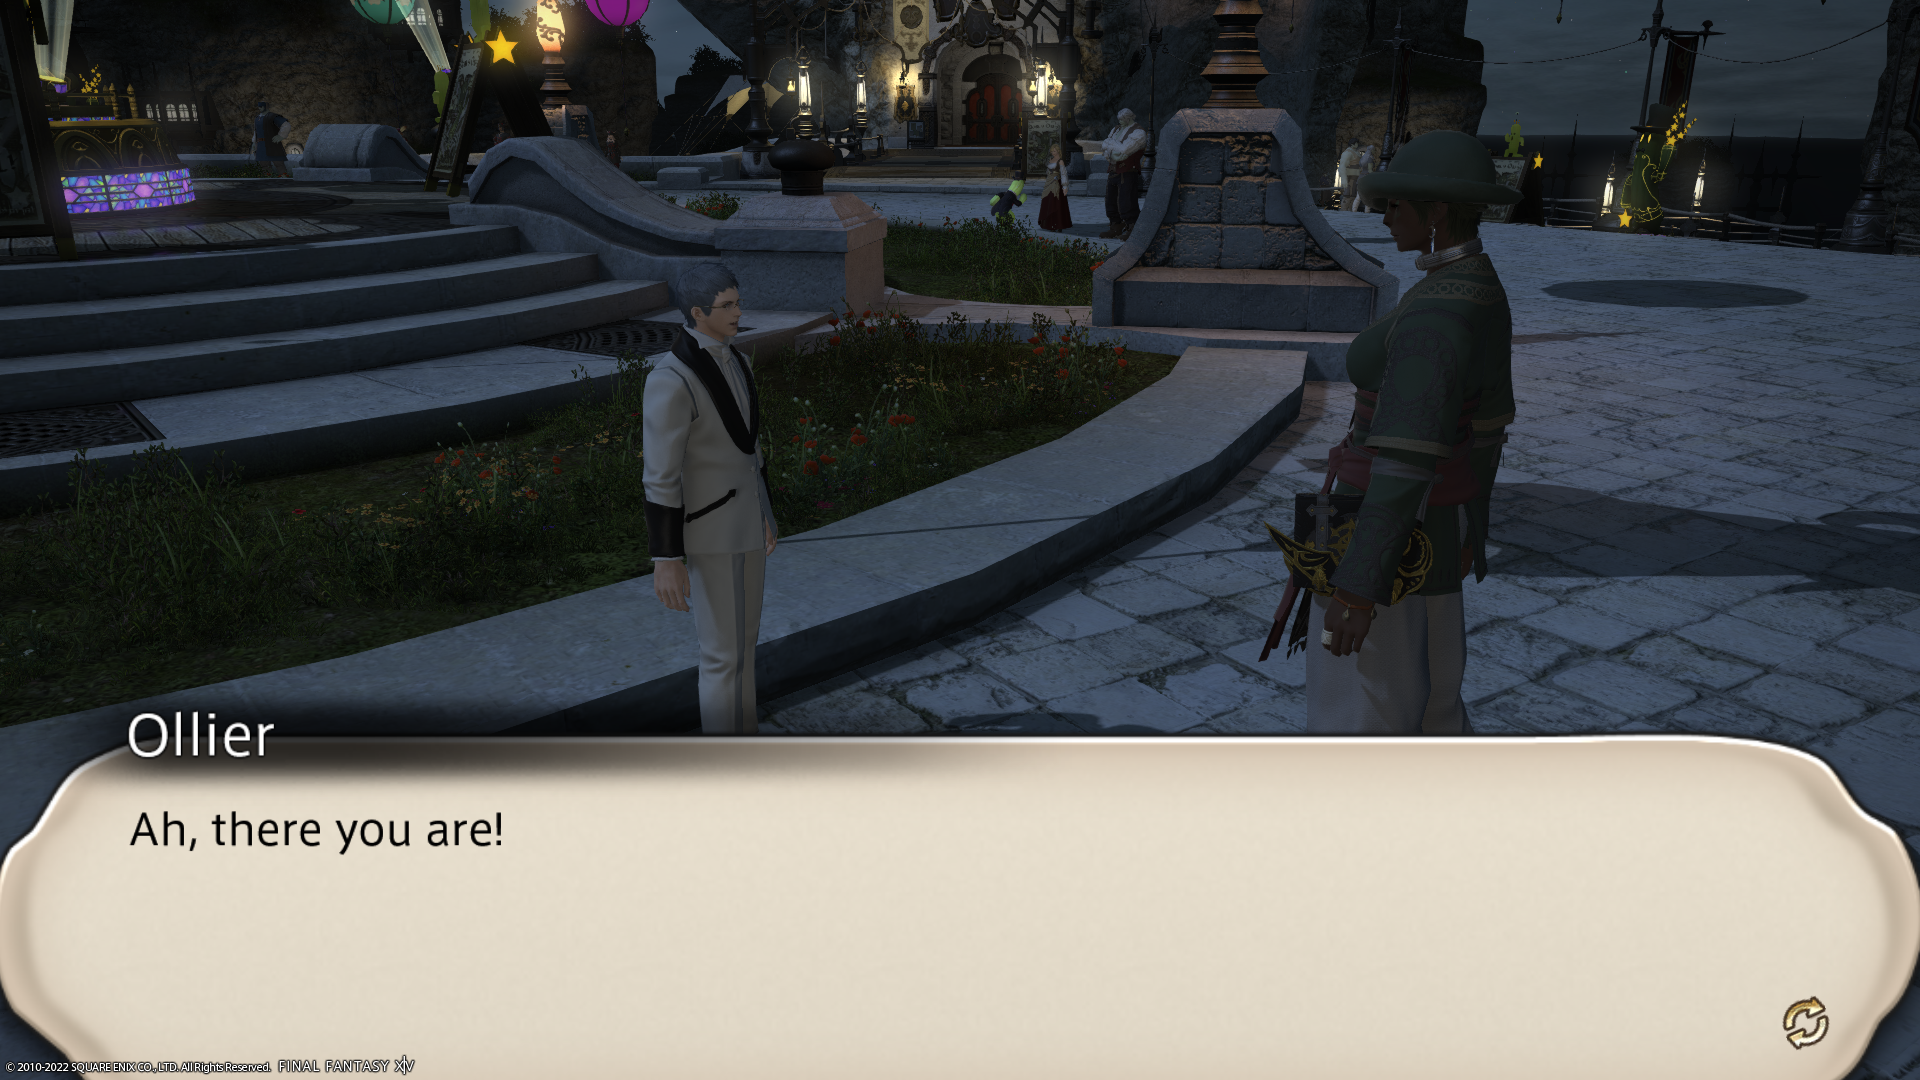 Ollier
Ah, there you are!
© 2010-2022 SQUARE ENIX CO., LTD. All Rights Reserved. FINAL FANTASY XIV